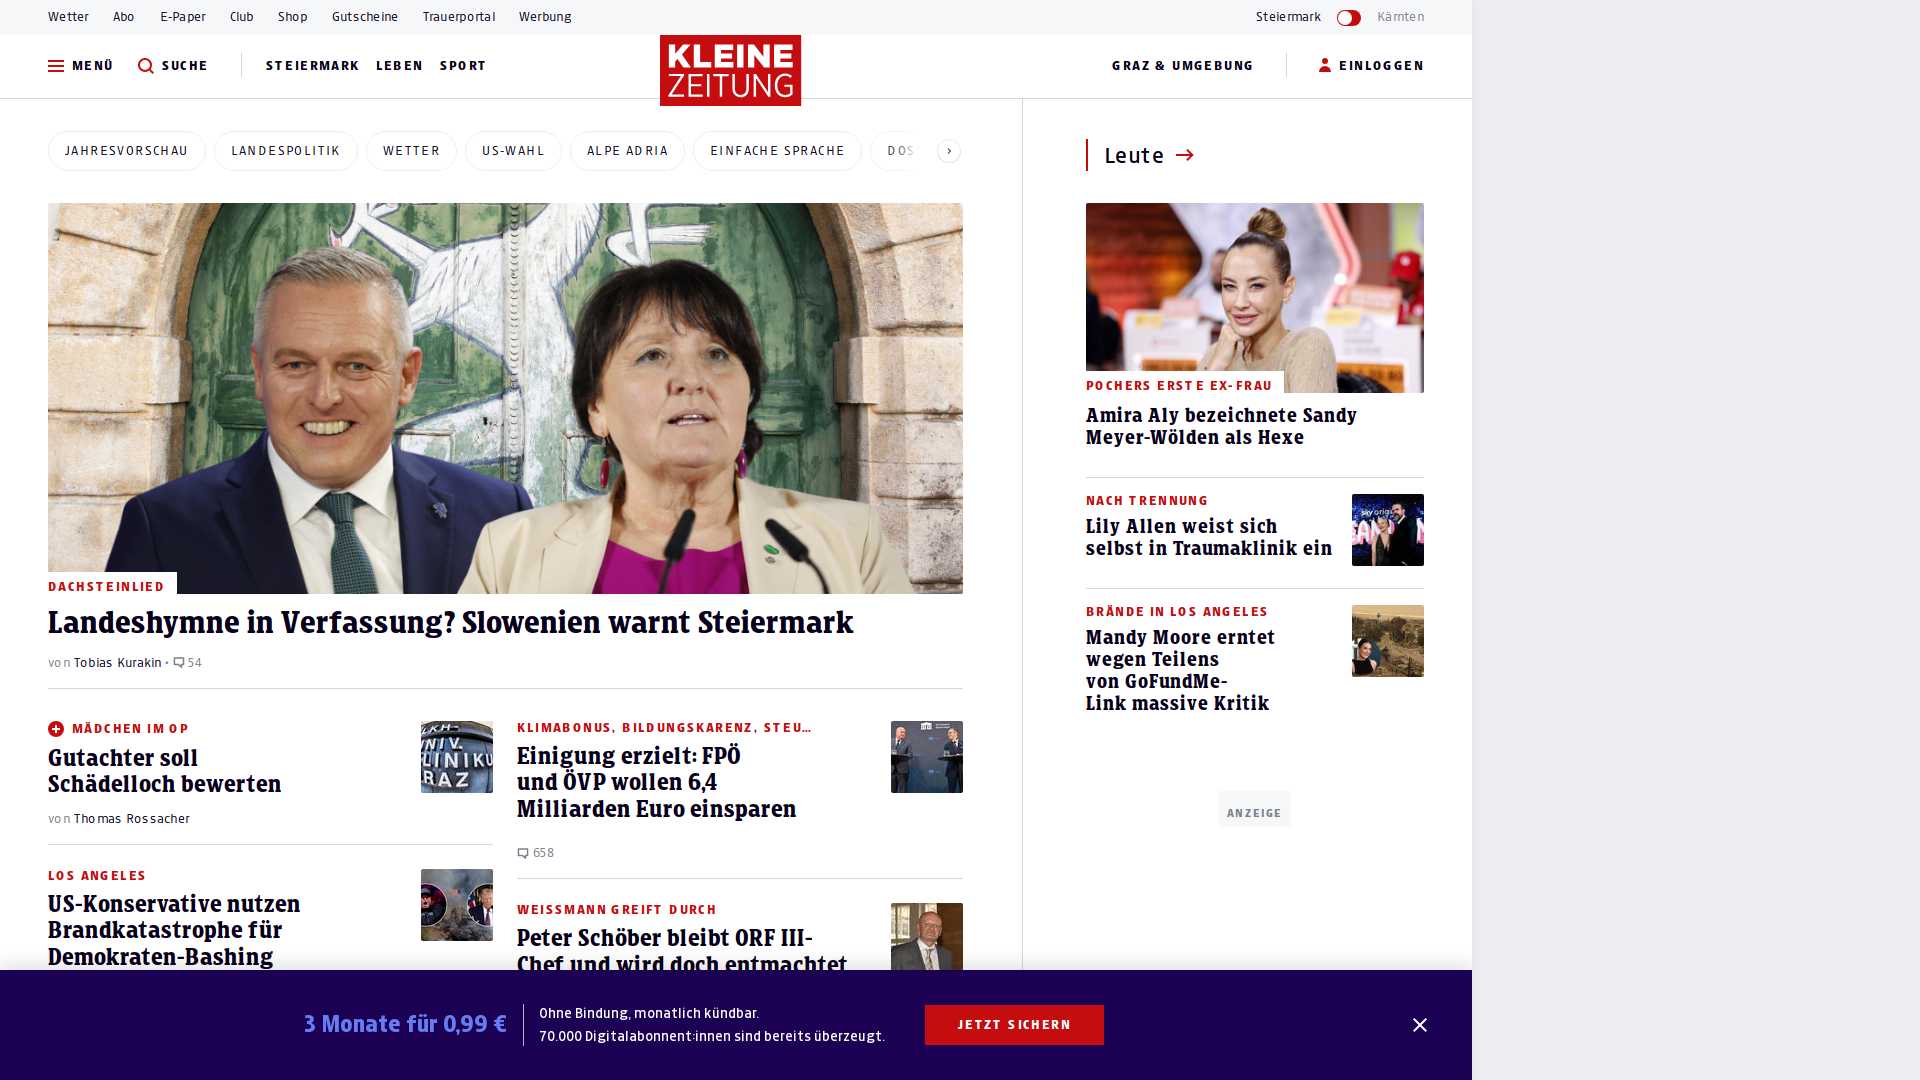 Wetter Abo E-Paper Club Shop Gutscheine Trauerportal Werbung Steiermark Kärnten
MENÜ SUCHE STEIERMARK LEBEN SPORT KLEINE ZEITUNG GRAZ & UMGEBUNG EINLOGGEN
JAHRESVORSCHAU LANDESPOLITIK WETTER US-WAHL ALPE ADRIA EINFACHE SPRACHE DOS
DACHSTEINLIED
Landeshymne in Verfassung? Slowenien warnt Steiermark
von Tobias Kurakin • 54
MÄDCHEN IM OP
Gutachter soll
Schädelloch bewerten
von Thomas Rossacher
LOS ANGELES
US-Konservative nutzen
Brandkatastrophe für
Demokraten-Bashing
KLIMABONUS, BILDUNGSKARENZ, STEU...
Einigung erzielt: FPÖ
und ÖVP wollen 6,4
Milliarden Euro einsparen
658
WEISSMANN GREIFT DURCH
Peter Schöber bleibt ORF III-
Chef und wird doch entmachtet
Leute
POCHERS ERSTE EX-FRAU
Amira Aly bezeichnete Sandy
Meyer-Wölden als Hexe
NACH TRENNUNG
Lily Allen weist sich
selbst in Traumaklinik ein
BRÄNDE IN LOS ANGELES
Mandy Moore erntet
wegen Teilens
von GoFundMe-
Link massive Kritik
ANZEIGE
3 Monate für 0,99 €
Ohne Bindung, monatlich kündbar.
70.000 Digitalabonnent:innen sind bereits überzeugt.
JETZT SICHERN